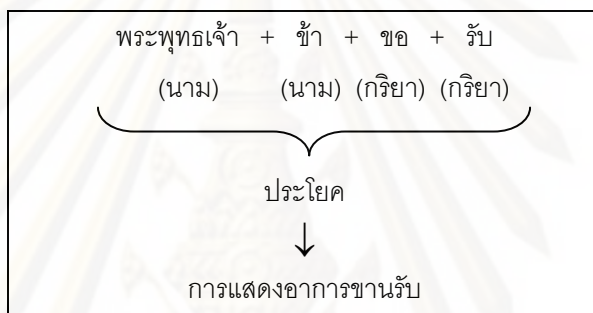 พระพุทธเจ้า + ข้า + ขอ + รับ
(นาม) (นาม) (กริยา) (กริยา)
ประโยค
↓
การแสดงอาการขานรับ